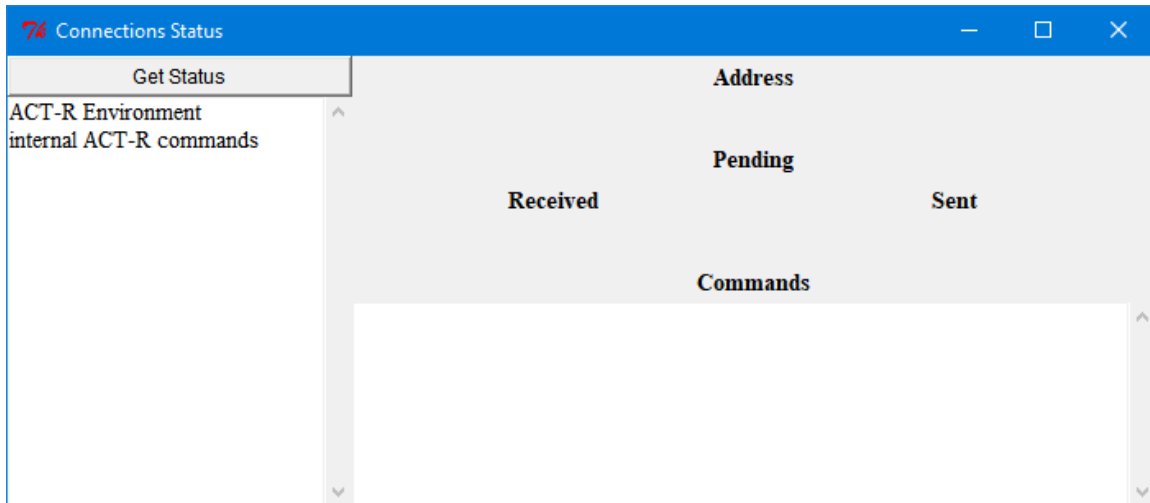 Connections Status
Get Status
ACT-R Environment
internal ACT-R commands
Address
Pending
Received Sent
Commands